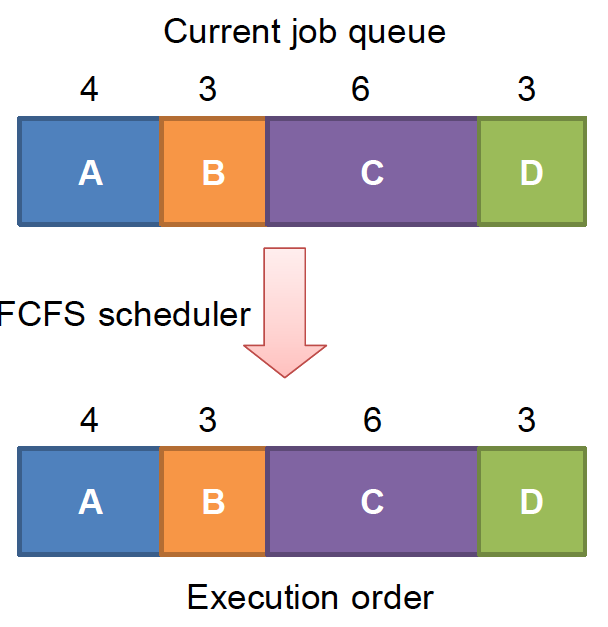 Current job queue
4 3 6 3
A B C D
FCFS scheduler
4 3 6 3
A B C D
Execution order